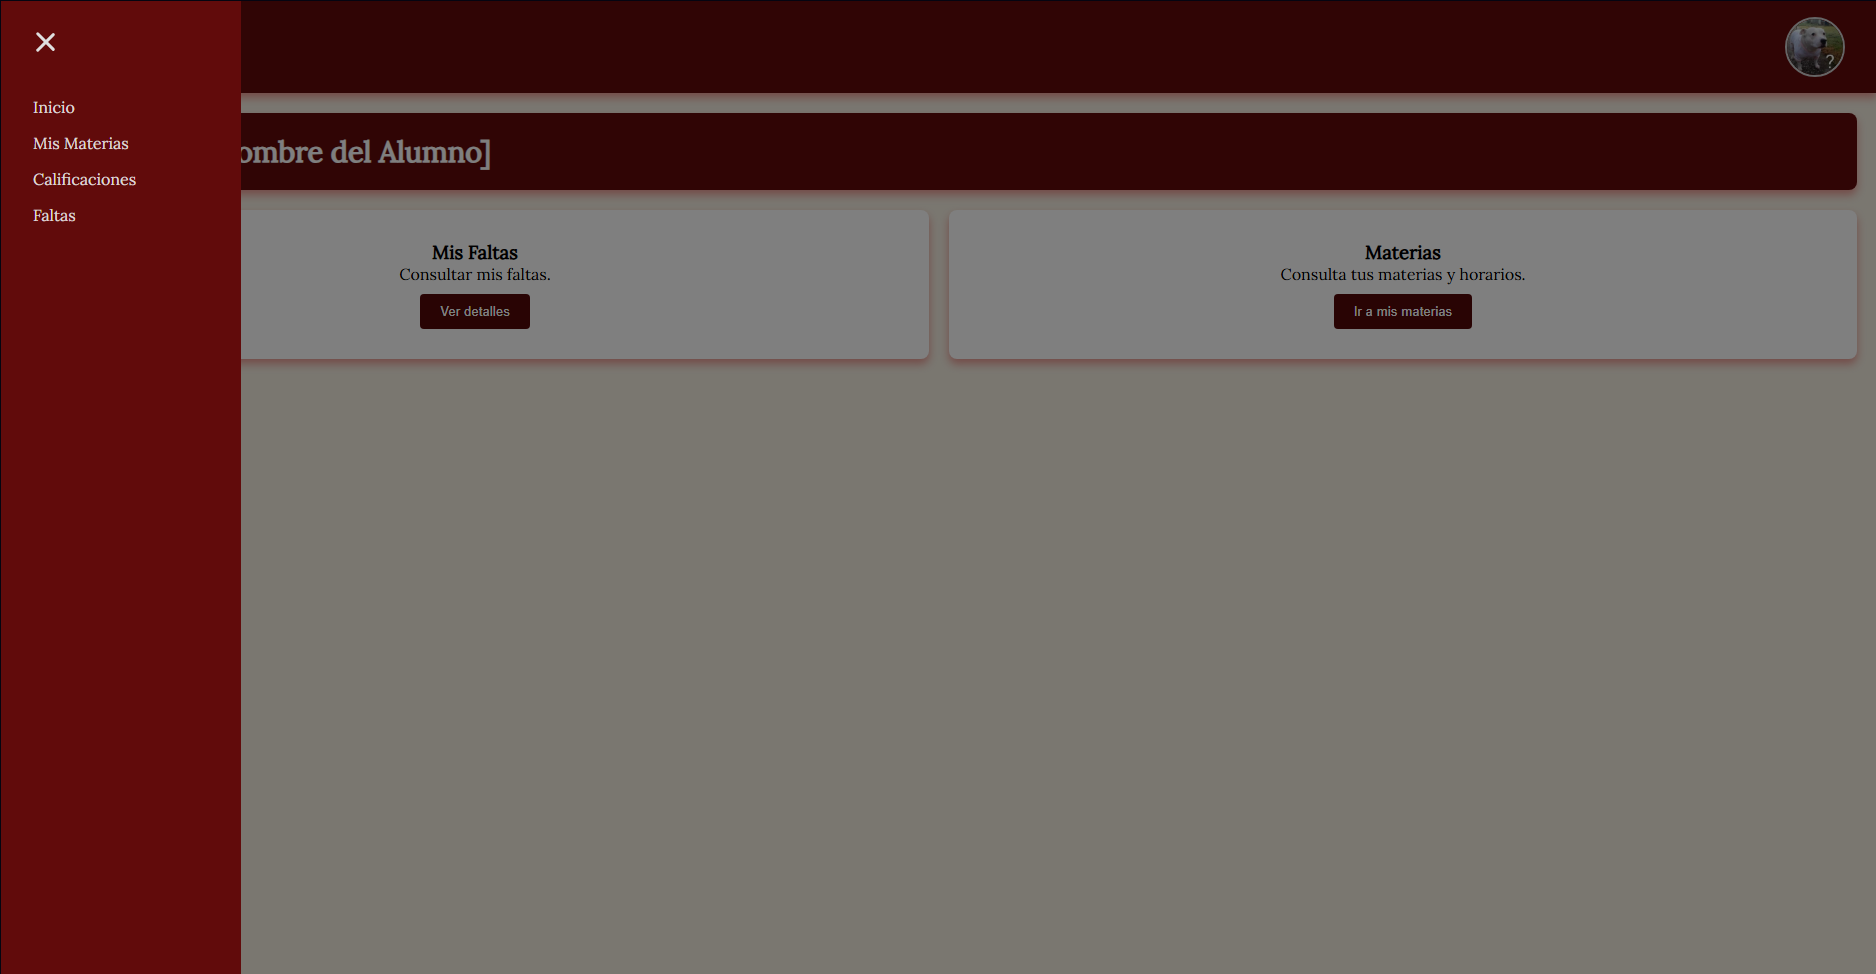 Inicio
Mis Materias
Calificaciones
Faltas
?
ombre del Alumno]
Mis Faltas
Consultar mis faltas.
Ver detalles
Materias
Consulta tus materias y horarios.
Ir a mis materias